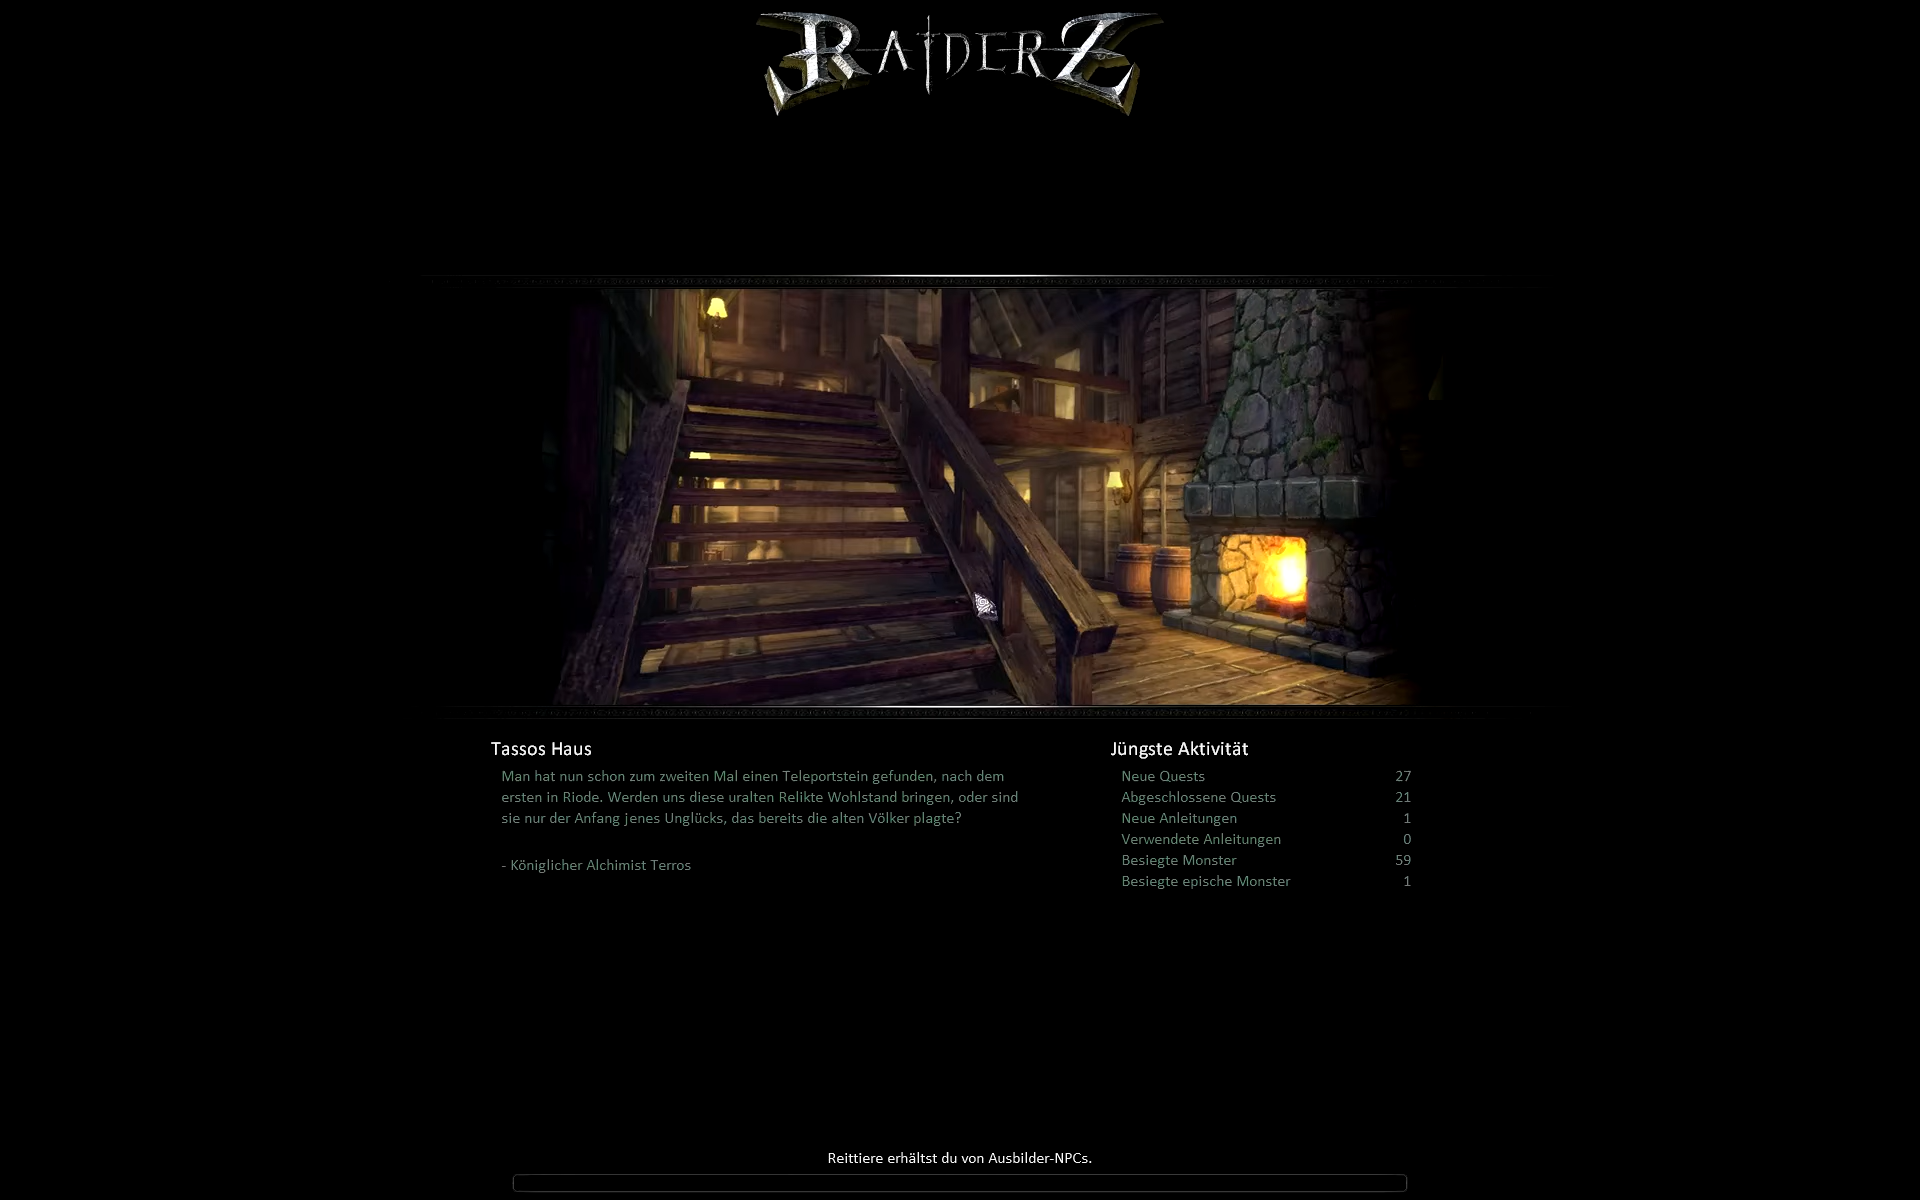 RAIDERZ
Tassos Haus
Man hat nun schon zum zweiten Mal einen Teleportstein gefunden, nach dem
ersten in Riode. Werden uns diese uralten Relikte Wohlstand bringen, oder sind
sie nur der Anfang jenes Unglücks, das bereits die alten Völker plagte?
- Königlicher Alchimist Terros
Jüngste Aktivität
Neue Quests 27
Abgeschlossene Quests 21
Neue Anleitungen 1
Verwendete Anleitungen 0
Besiegte Monster 59
Besiegte epische Monster 1
Reittiere erhältst du von Ausbilder-NPCs.